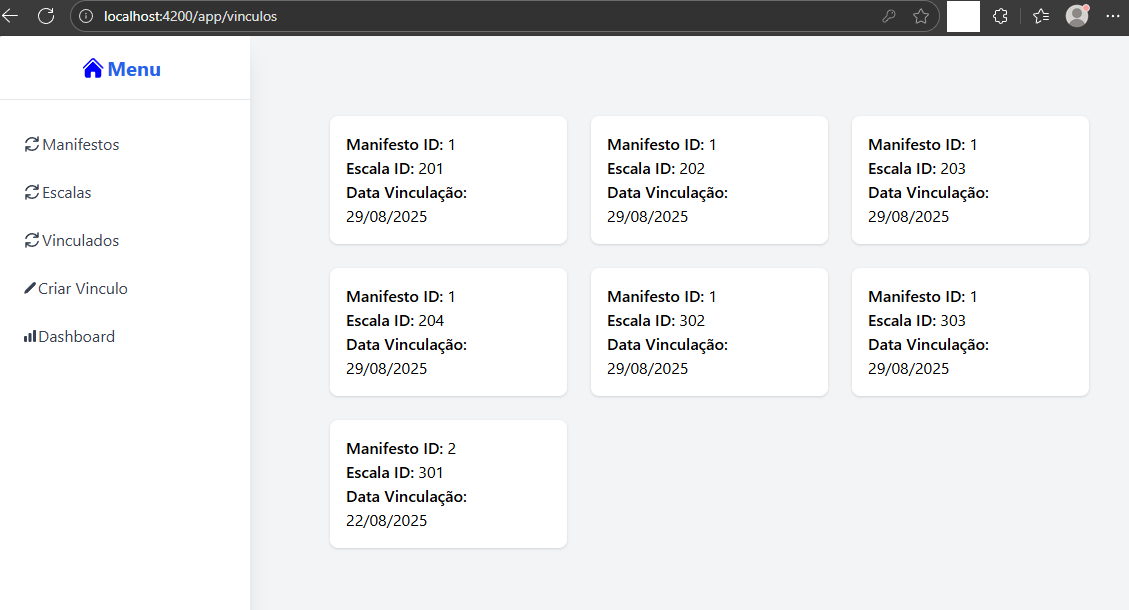 localhost:4200/app/vinculos
Menu
Manifestos
Escalas
Vinculados
Criar Vinculo
Dashboard
Manifesto ID: 1
Escala ID: 201
Data Vinculação:
29/08/2025
Manifesto ID: 1
Escala ID: 202
Data Vinculação:
29/08/2025
Manifesto ID: 1
Escala ID: 203
Data Vinculação:
29/08/2025
Manifesto ID: 1
Escala ID: 204
Data Vinculação:
29/08/2025
Manifesto ID: 1
Escala ID: 302
Data Vinculação:
29/08/2025
Manifesto ID: 1
Escala ID: 303
Data Vinculação:
29/08/2025
Manifesto ID: 2
Escala ID: 301
Data Vinculação:
22/08/2025